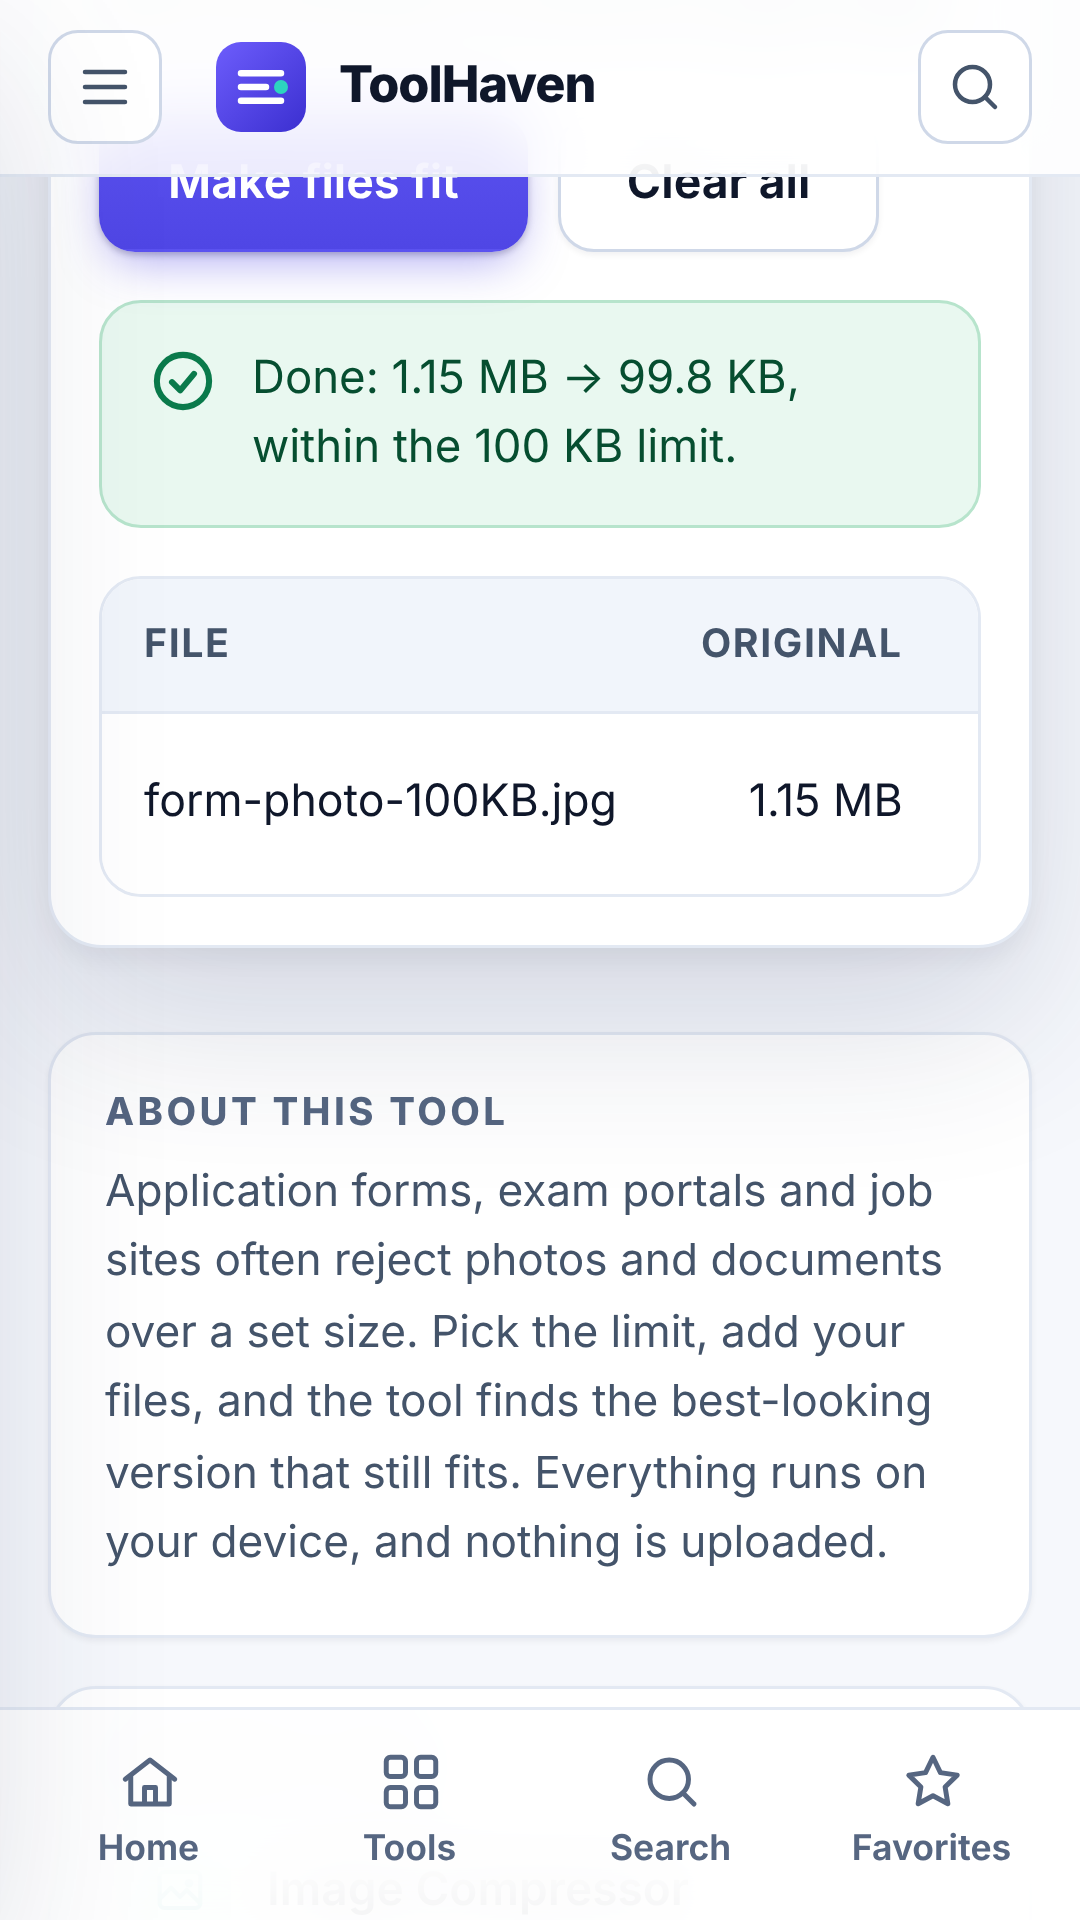 ToolHaven
Make files fit
Clear all
Done: 1.15 MB → 99.8 KB,
within the 100 KB limit.
FILE ORIGINAL
form-photo-100KB.jpg 1.15 MB
ABOUT THIS TOOL
Application forms, exam portals and job
sites often reject photos and documents
over a set size. Pick the limit, add your
files, and the tool finds the best-looking
version that still fits. Everything runs on
your device, and nothing is uploaded.
Home Tools Search Favorites
Image Compressor